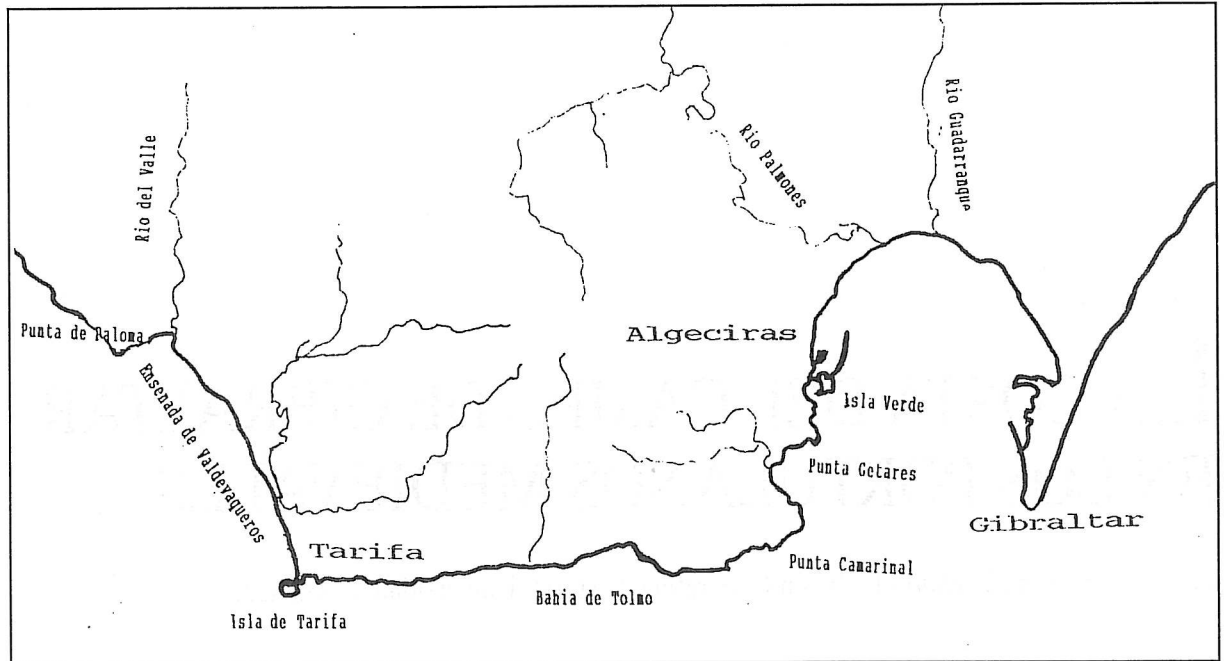 Rio del Valle
Rio Palmones
Rio Guadarranque
Punta de Paloma
Algeciras
Ensenada de Valdevaqueros
Isla Verde
Punta Getares
Gibraltar
Tarifa
Punta Camarinal
Bahia de Tolmo
Isla de Tarifa